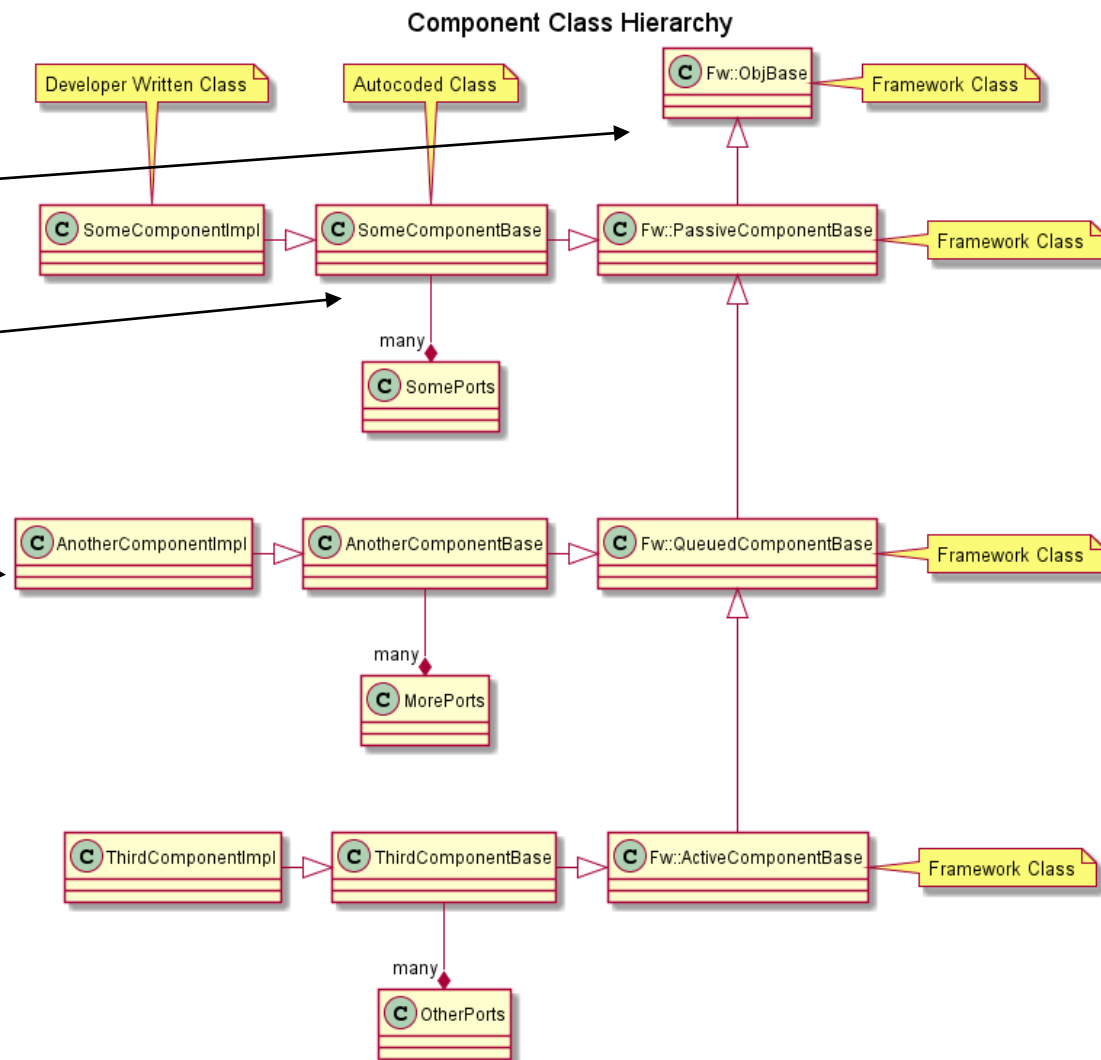 Component Class Hierarchy
Developer Written Class
Autocoded Class
C Fw::ObjBase
Framework Class
C SomeComponentImpl
C SomeComponentBase
C Fw::PassiveComponentBase
Framework Class
many
C SomePorts
C AnotherComponentImpl
C AnotherComponentBase
C Fw::QueuedComponentBase
Framework Class
many
C MorePorts
C ThirdComponentImpl
C ThirdComponentBase
C Fw::ActiveComponentBase
Framework Class
many
C OtherPorts